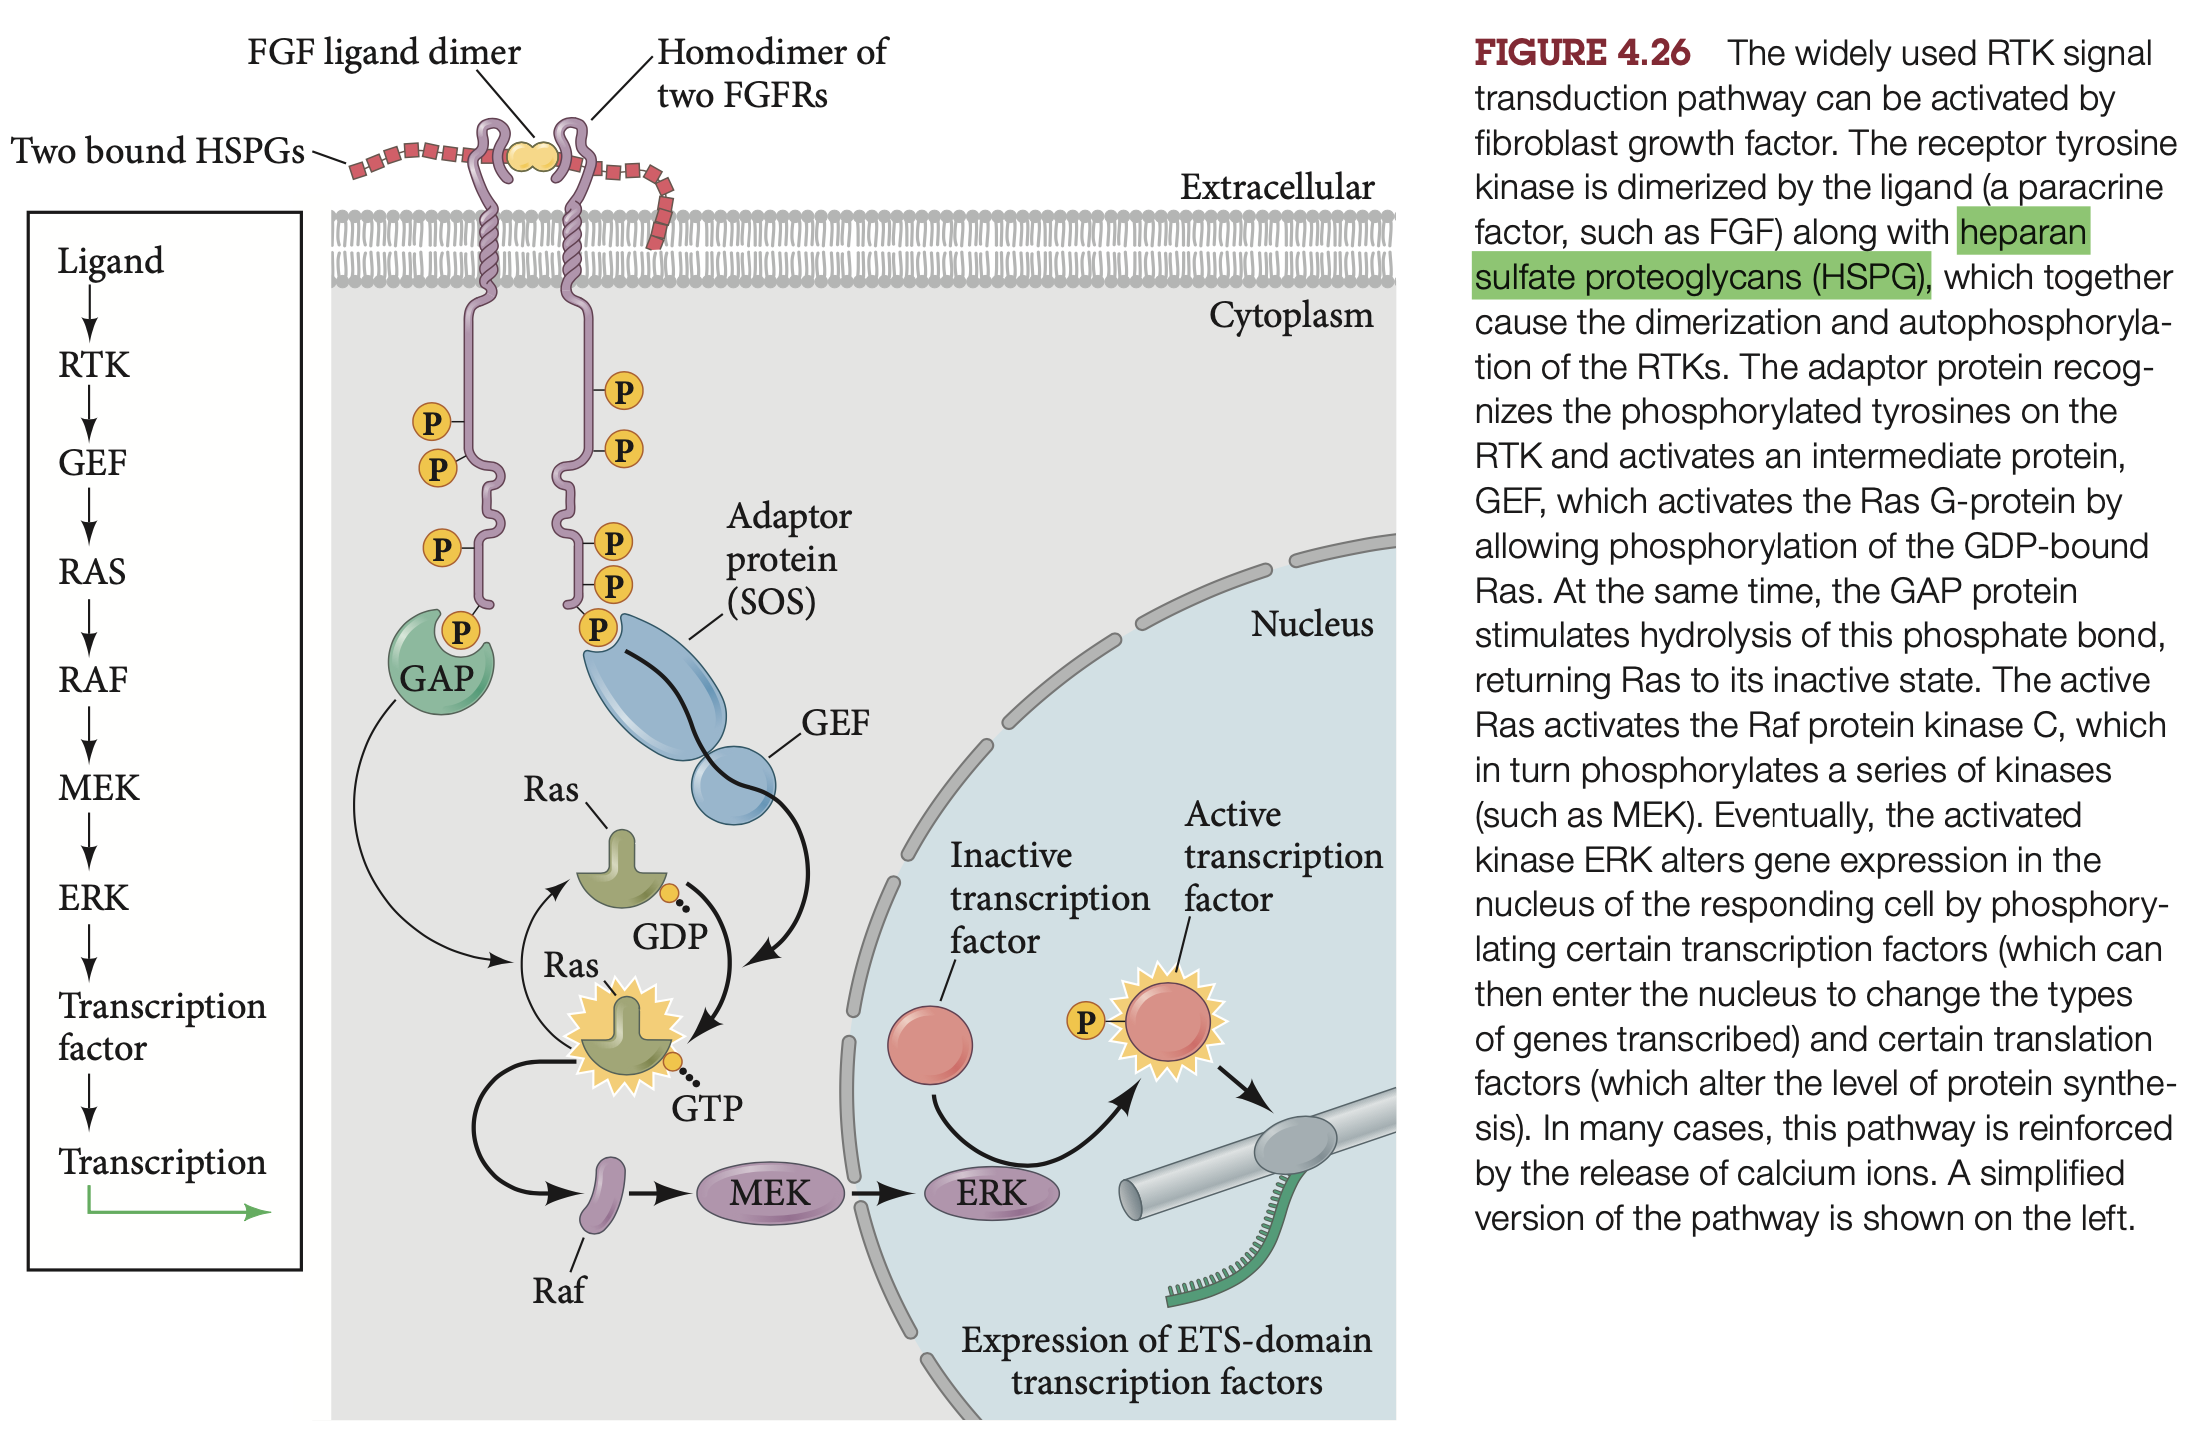 FGF ligand dimer
Homodimer of
two FGFRs
Two bound HSPGs
Extracellular
Cytoplasm
Ligand
RTK
GEF
RAS
RAF
MEK
ERK
Transcription
factor
Transcription
P
P
P
P
P
P
P
P
P
GAP
Adaptor
protein
(SOS)
GEF
Ras
GDP
Ras
GTP
Raf
MEK
ERK
Nucleus
Inactive
transcription
factor
Active
transcription
factor
P
Expression of ETS-domain
transcription factors
FIGURE 4.26 The widely used RTK signal
transduction pathway can be activated by
fibroblast growth factor. The receptor tyrosine
kinase is dimerized by the ligand (a paracrine
factor, such as FGF) along with heparan
sulfate proteoglycans (HSPG), which together
cause the dimerization and autophosphoryla-
tion of the RTKs. The adaptor protein recog-
nizes the phosphorylated tyrosines on the
RTK and activates an intermediate protein,
GEF, which activates the Ras G-protein by
allowing phosphorylation of the GDP-bound
Ras. At the same time, the GAP protein
stimulates hydrolysis of this phosphate bond,
returning Ras to its inactive state. The active
Ras activates the Raf protein kinase C, which
in turn phosphorylates a series of kinases
(such as MEK). Eventually, the activated
kinase ERK alters gene expression in the
nucleus of the responding cell by phosphory-
lating certain transcription factors (which can
then enter the nucleus to change the types
of genes transcribed) and certain translation
factors (which alter the level of protein synthe-
sis). In many cases, this pathway is reinforced
by the release of calcium ions. A simplified
version of the pathway is shown on the left.